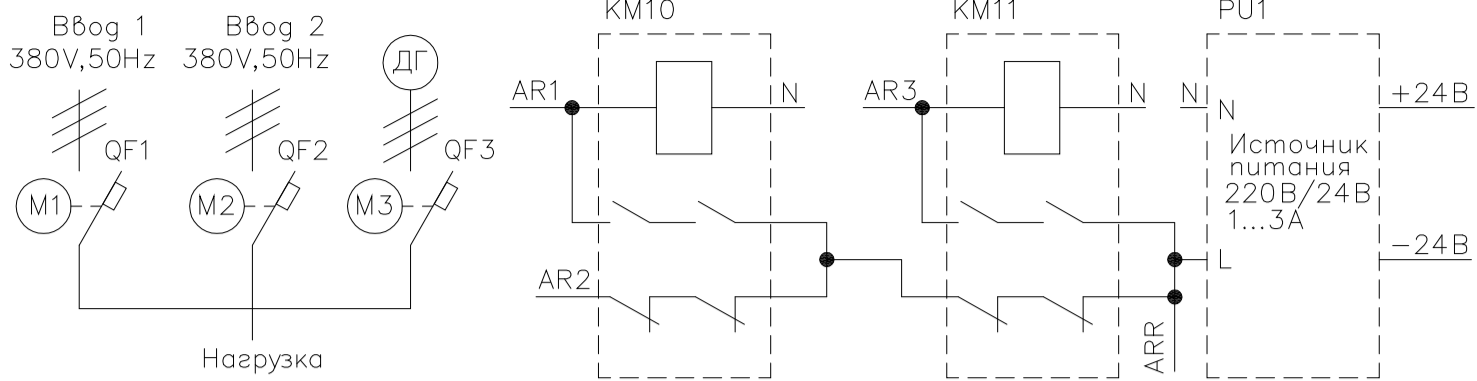 Ввод 1
380V,50Hz
Ввод 2
380V,50Hz
ДГ
QF1
QF2
QF3
M1
M2
M3
Нагрузка
KM10
AR1
N
AR2
KM11
AR3
N
ARR
PU1
N
N
Источник
питания
220В/24В
1...3А
L
+24В
-24В